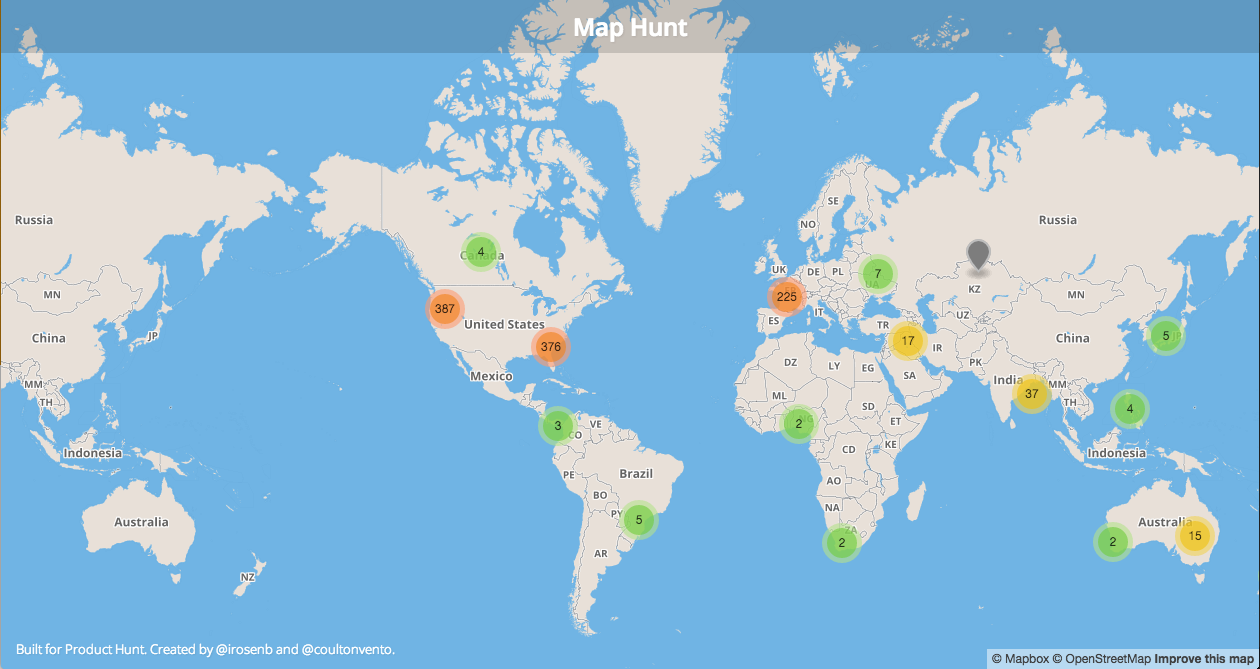 Map Hunt
SE
NO
Russia
Russia
4
Canada
UK
DE
PL
7
UA
KZ
MN
MN
225
387
United States
ES
IT
TR
UZ
China
JP
376
17
IR
China
5
DZ
LY
EG
SA
PK
Mexico
MM
TH
ML
India
37
MM
TH
4
3
VE
CO
2
SD
ET
KE
CD
Indonesia
Indonesia
PE
Brazil
BO
AO
PY
5
NA
ZA
2
Australia
Australia
2
15
AR
NZ
Built for Product Hunt. Created by @irosenb and @coultonvento.
© Mapbox © OpenStreetMap Improve this map